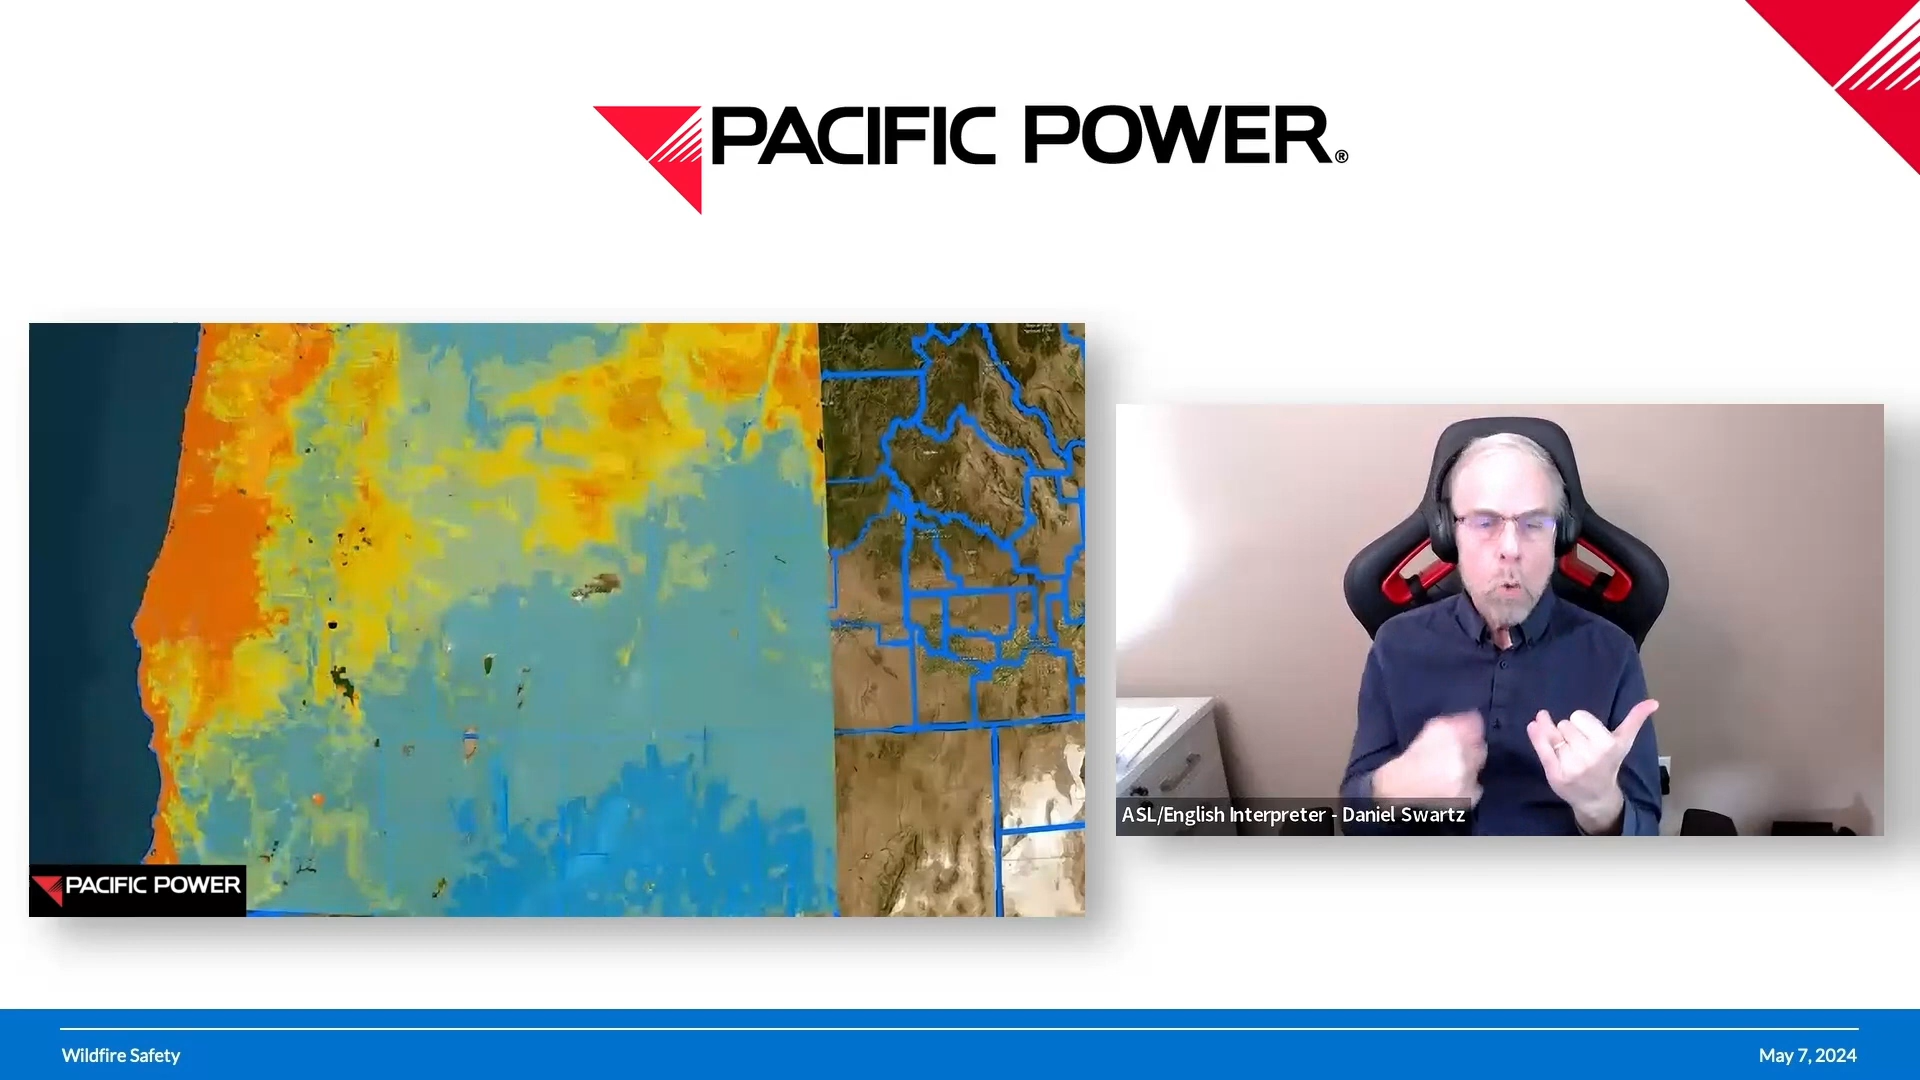 PACIFIC POWER®
PACIFIC POWER
ASL/English Interpreter - Daniel Swartz
Wildfire Safety
May 7, 2024